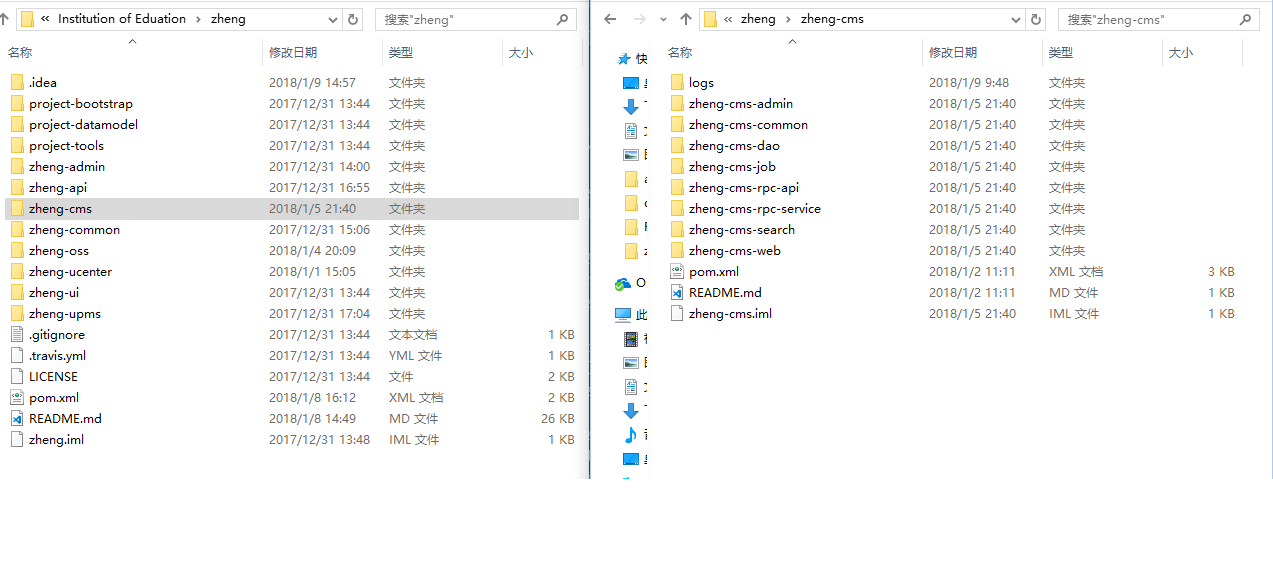 « Institution of Eduation › zheng
搜索"zheng"
名称 修改日期 类型 大小
.idea 2018/1/9 14:57 文件夹
project-bootstrap 2017/12/31 13:44 文件夹
project-datamodel 2017/12/31 13:44 文件夹
project-tools 2017/12/31 13:44 文件夹
zheng-admin 2017/12/31 14:00 文件夹
zheng-api 2017/12/31 16:55 文件夹
zheng-cms 2018/1/5 21:40 文件夹
zheng-common 2017/12/31 15:06 文件夹
zheng-oss 2018/1/4 20:09 文件夹
zheng-ucenter 2018/1/1 15:05 文件夹
zheng-ui 2017/12/31 13:44 文件夹
zheng-upms 2017/12/31 17:04 文件夹
.gitignore 2017/12/31 13:44 文本文档 1 KB
.travis.yml 2017/12/31 13:44 YML 文件 1 KB
LICENSE 2017/12/31 13:44 文件 2 KB
pom.xml 2018/1/8 16:12 XML 文档 2 KB
README.md 2018/1/8 14:49 MD 文件 26 KB
zheng.iml 2017/12/31 13:48 IML 文件 1 KB
« zheng › zheng-cms
搜索"zheng-cms"
名称 修改日期 类型 大小
logs 2018/1/9 9:48 文件夹
zheng-cms-admin 2018/1/5 21:40 文件夹
zheng-cms-common 2018/1/5 21:40 文件夹
zheng-cms-dao 2018/1/5 21:40 文件夹
zheng-cms-job 2018/1/5 21:40 文件夹
zheng-cms-rpc-api 2018/1/5 21:40 文件夹
zheng-cms-rpc-service 2018/1/5 21:40 文件夹
zheng-cms-search 2018/1/5 21:40 文件夹
zheng-cms-web 2018/1/5 21:40 文件夹
pom.xml 2018/1/2 11:11 XML 文档 3 KB
README.md 2018/1/2 11:11 MD 文件 1 KB
zheng-cms.iml 2018/1/5 21:40 IML 文件 1 KB